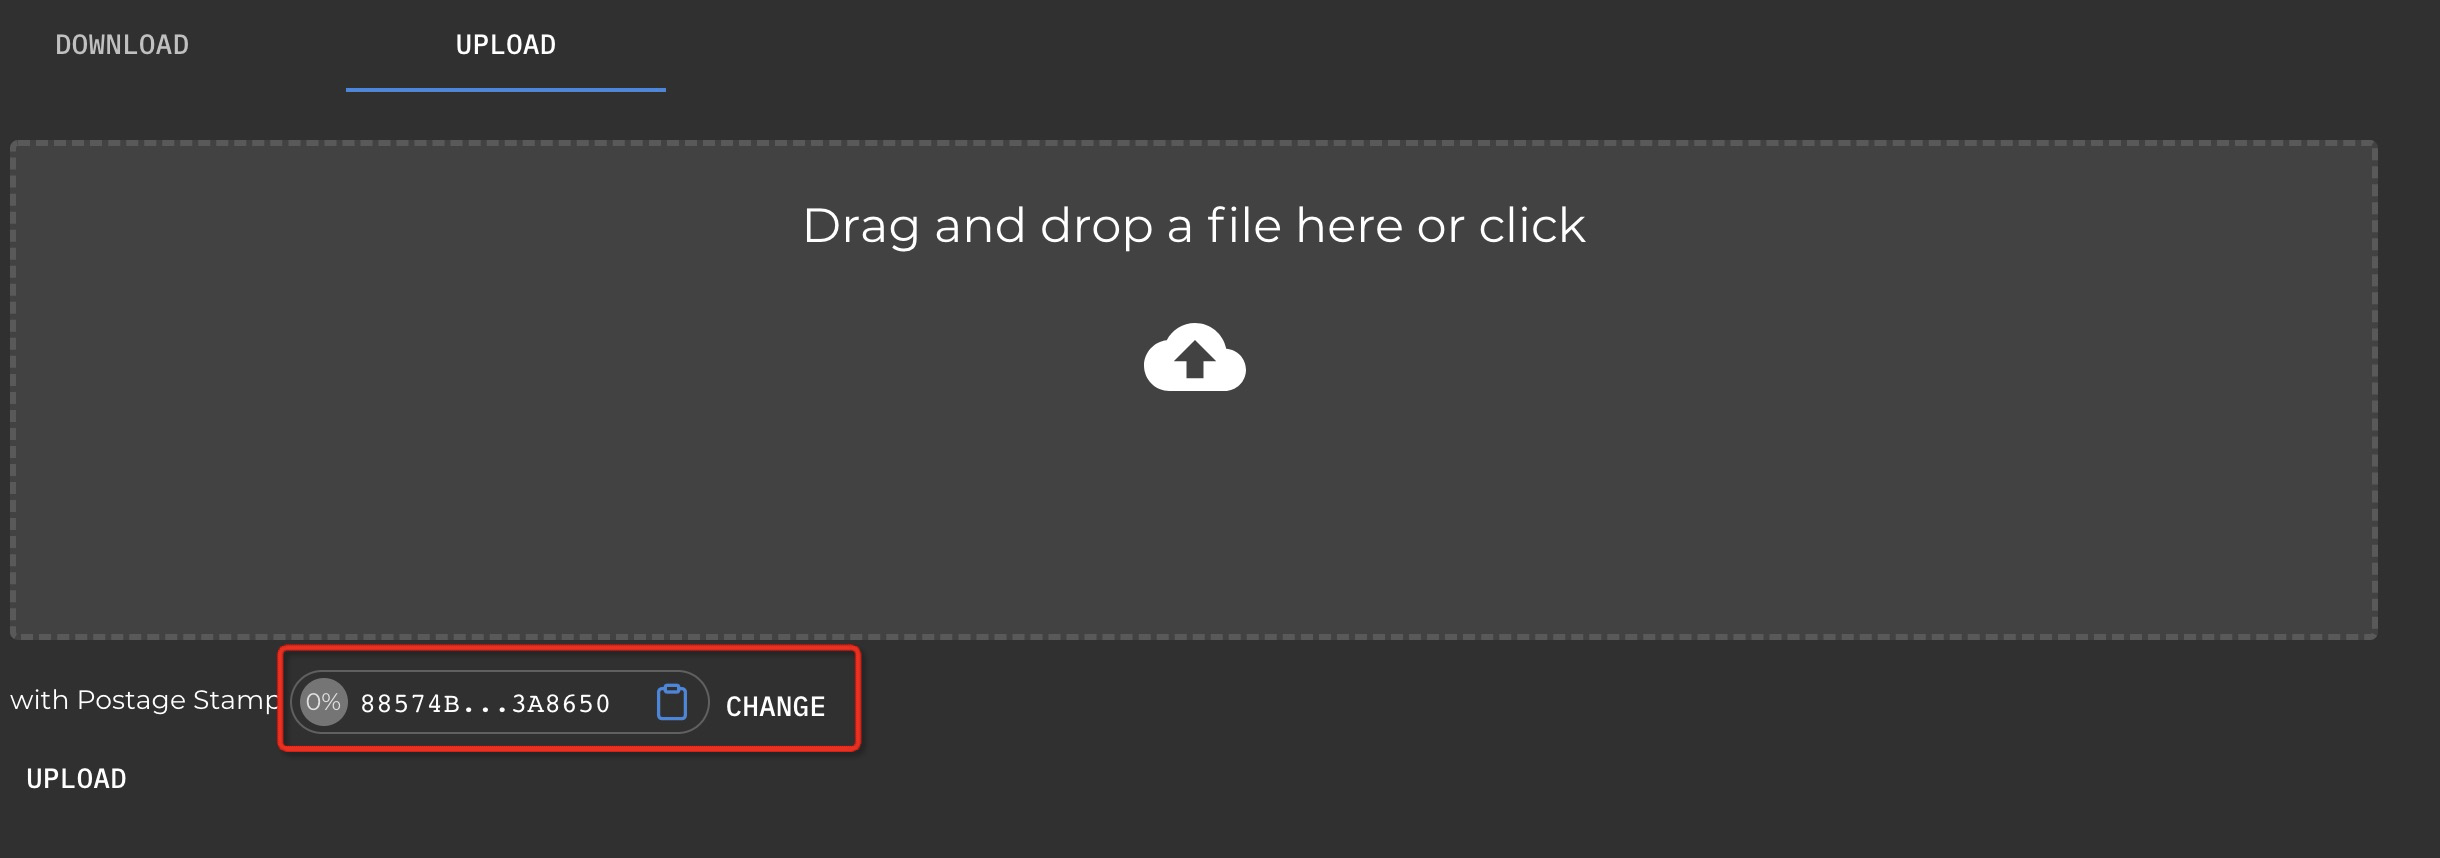 DOWNLOAD UPLOAD
Drag and drop a file here or click
with Postage Stamp 0% 88574B...3A8650 CHANGE
UPLOAD